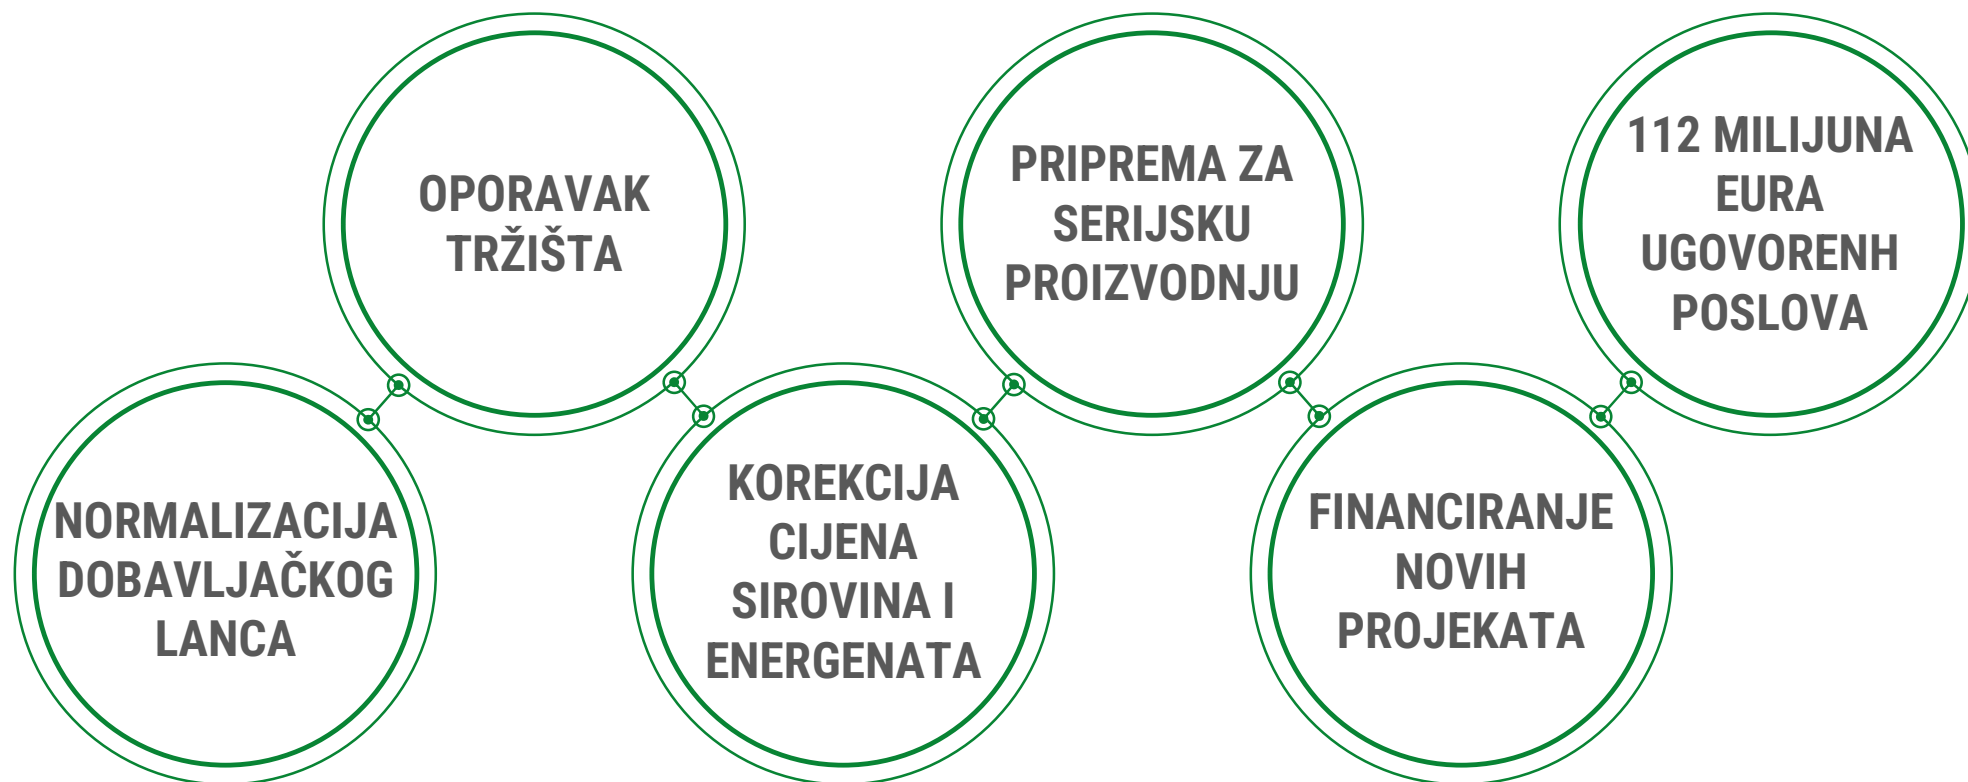 NORMALIZACIJA
DOBAVLJAČKOG
LANCA
OPORAVAK
TRŽIŠTA
KOREKCIJA
CIJENA
SIROVINA I
ENERGENATA
PRIPREMA ZA
SERIJSKU
PROIZVODNJU
FINANCIRANJE
NOVIH
PROJEKATA
112 MILIJUNA
EURA
UGOVORENH
POSLOVA